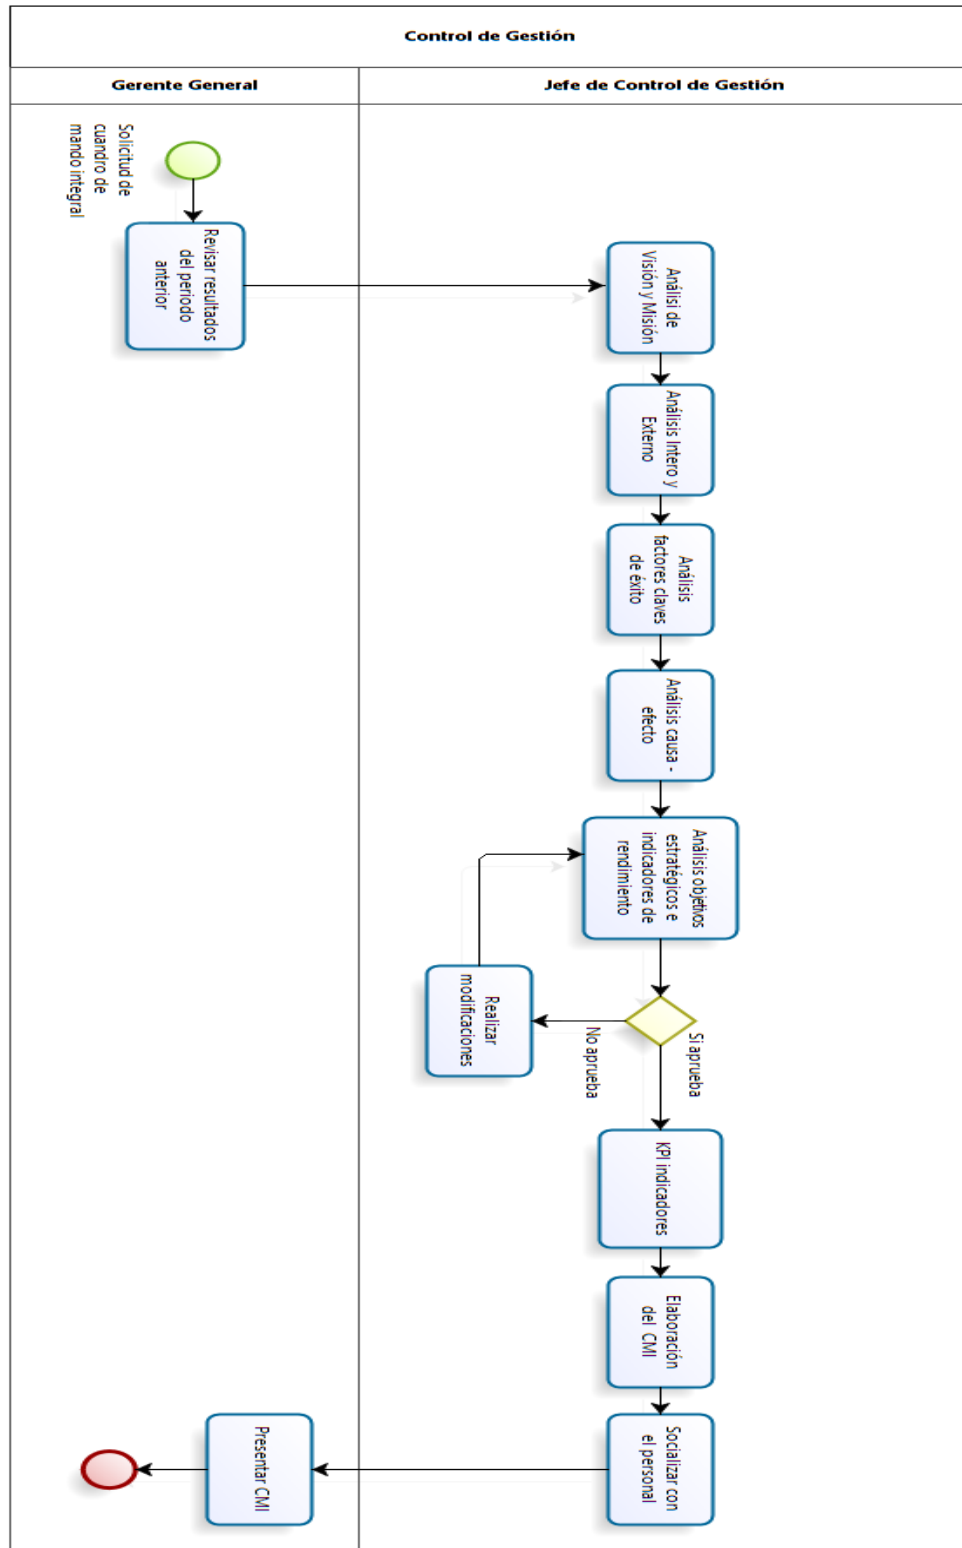 Control de Gestión
Gerente General
Jefe de Control de Gestión
Solicitud de
cuandro de
mando integral
Revisar resultados
del periodo
anterior
Análisi de
Visión y Misión
Análisis Intero y
Externo
Análisis
factores claves
de éxito
Análisis causa -
efecto
Análisis objetivos
estratégicos e
indicadores de
rendimiento
Si aprueba
No aprueba
Realizar
modificaciones
KPI indicadores
Elaboración
del CMI
Socializar con
el personal
Presentar CMI